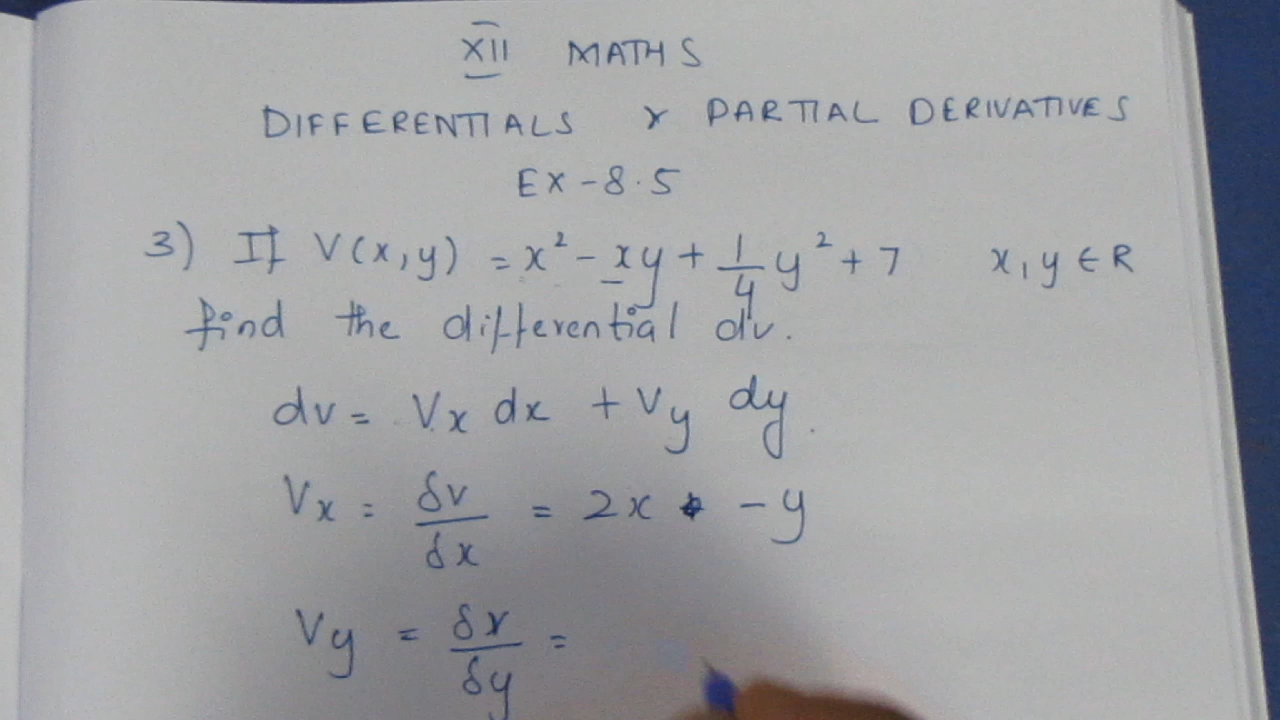 XII MATHS
DIFFERENTIALS & PARTIAL DERIVATIVES
EX-8.5
3) If V(x,y) = x² - xy + 1/4 y² + 7 x,y ∈ R
find the differential dv.
dv = Vx dx + Vy dy.
Vx = δv/δx = 2x - y
Vy = δv/δy =